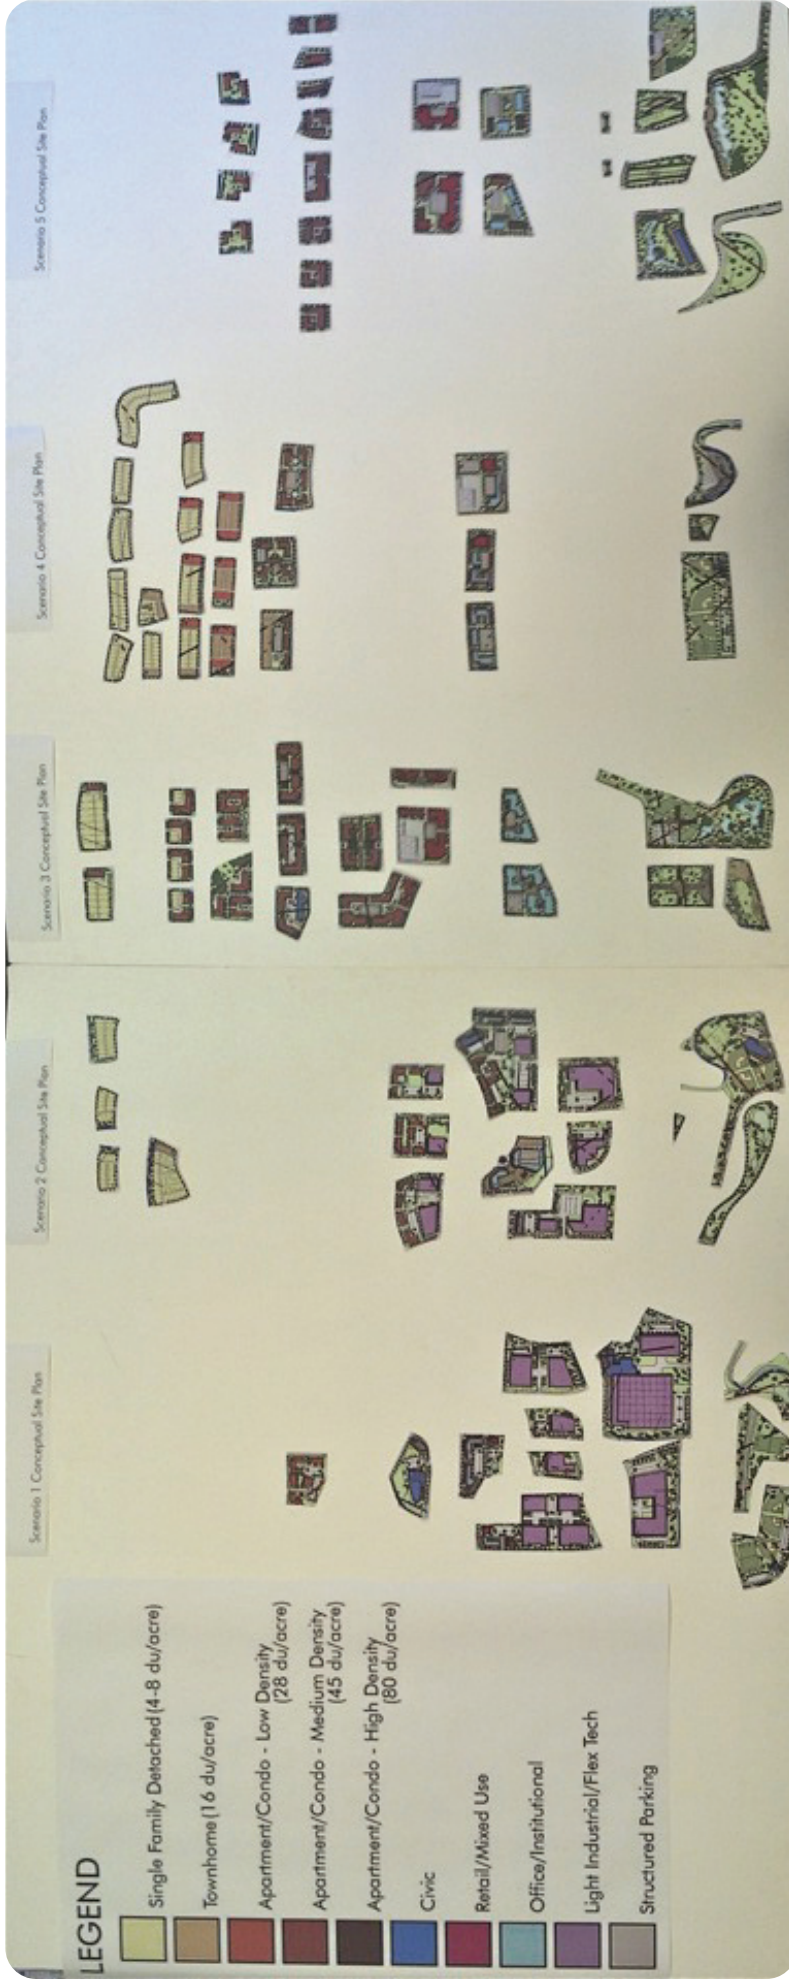 LEGEND
Single Family Detached (4-8 du/acre)
Townhome (16 du/acre)
Apartment/Condo - Low Density
(28 du/acre)
Apartment/Condo - Medium Density
(45 du/acre)
Apartment/Condo - High Density
(80 du/acre)
Civic
Retail/Mixed Use
Office/Institutional
Light Industrial/Flex Tech
Structured Parking
Scenario 1 Conceptual Site Plan
Scenario 2 Conceptual Site Plan
Scenario 3 Conceptual Site Plan
Scenario 4 Conceptual Site Plan
Scenario 5 Conceptual Site Plan